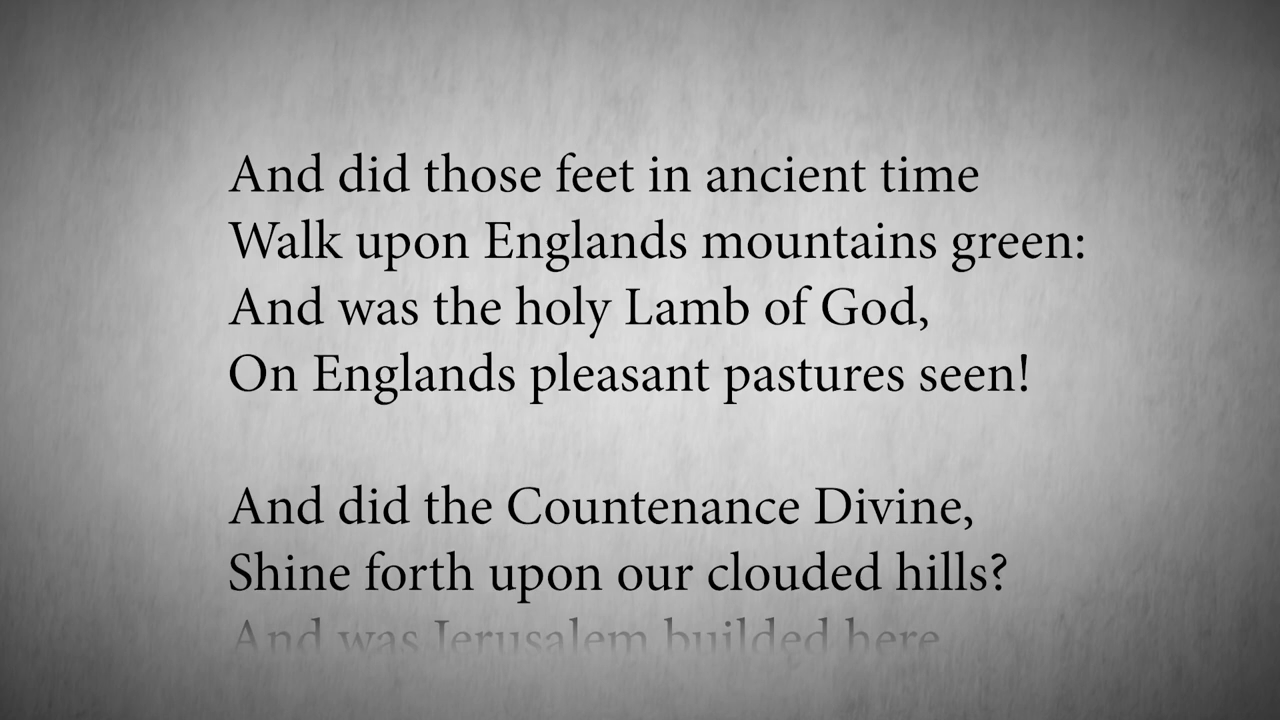 And did those feet in ancient time
Walk upon Englands mountains green:
And was the holy Lamb of God,
On Englands pleasant pastures seen!
And did the Countenance Divine,
Shine forth upon our clouded hills?
And was Jerusalem builded here